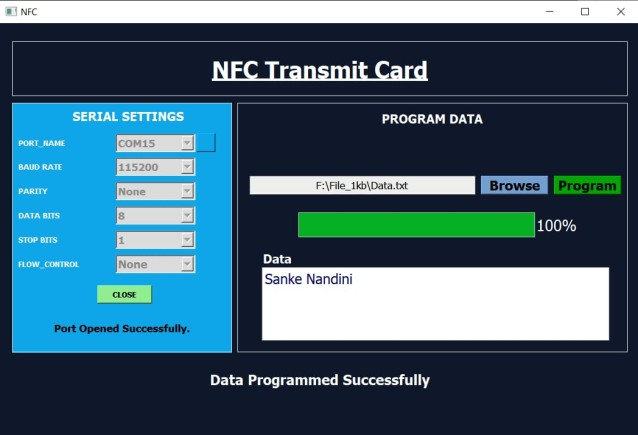 NFC
NFC Transmit Card
SERIAL SETTINGS
PORT_NAME COM15
BAUD RATE 115200
PARITY None
DATA BITS 8
STOP BITS 1
FLOW_CONTROL None
CLOSE
Port Opened Successfully.
PROGRAM DATA
F:\File_1kb\Data.txt Browse Program
100%
Data
Sanke Nandini
Data Programmed Successfully